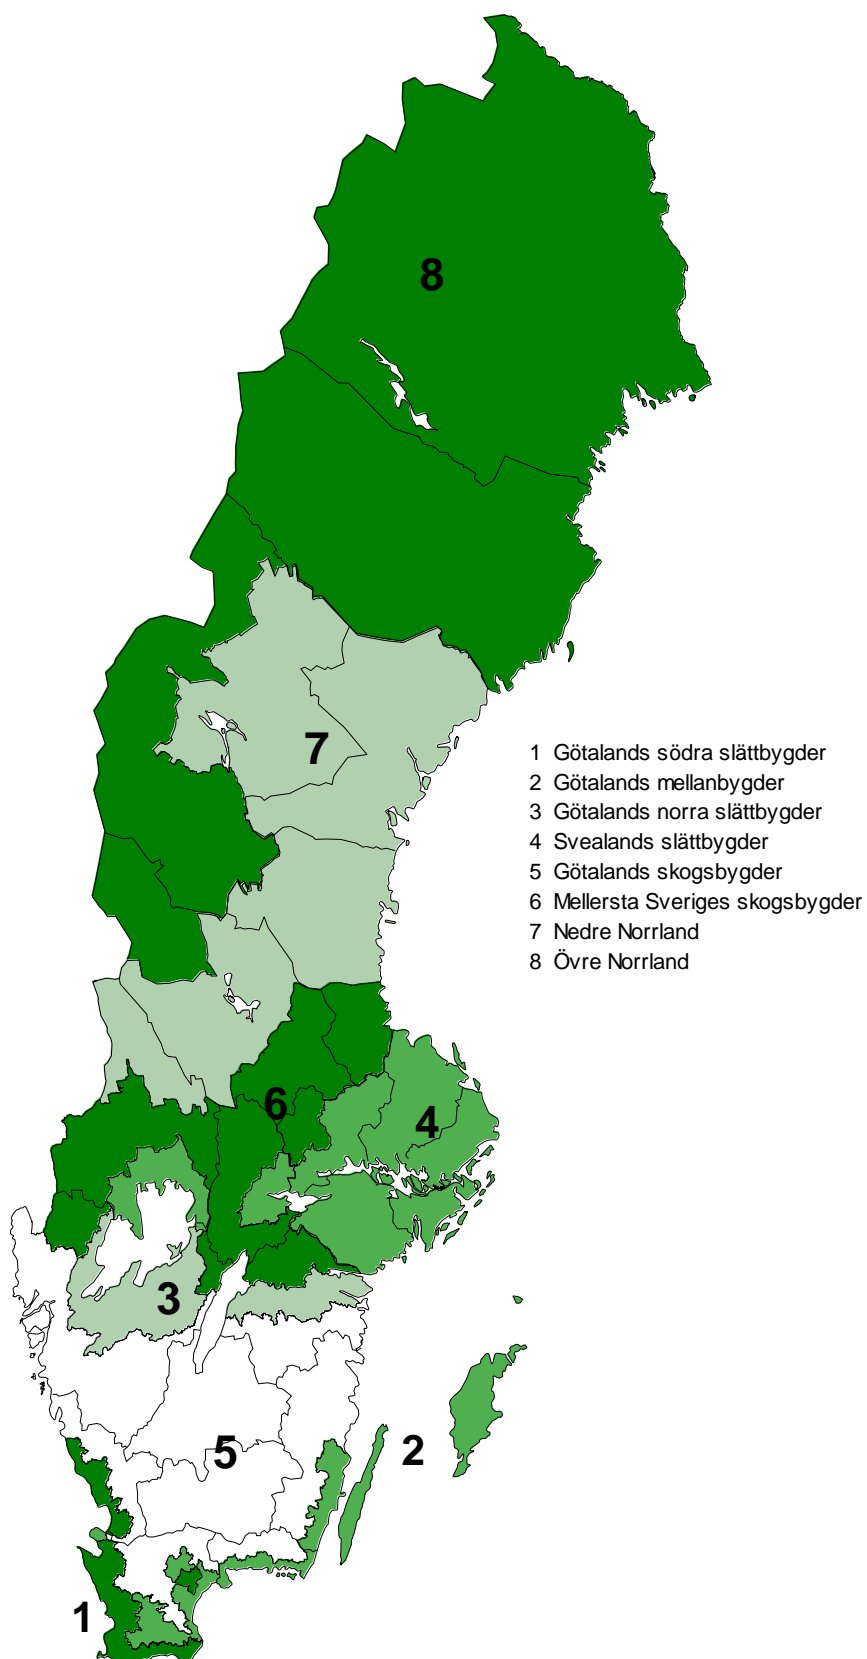 8
7
1 Götalands södra slättbygder
2 Götalands mellanbygder
3 Götalands norra slättbygder
4 Svealands slättbygder
5 Götalands skogsbygder
6 Mellersta Sveriges skogsbygder
7 Nedre Norrland
8 Övre Norrland
6
4
3
5
2
1